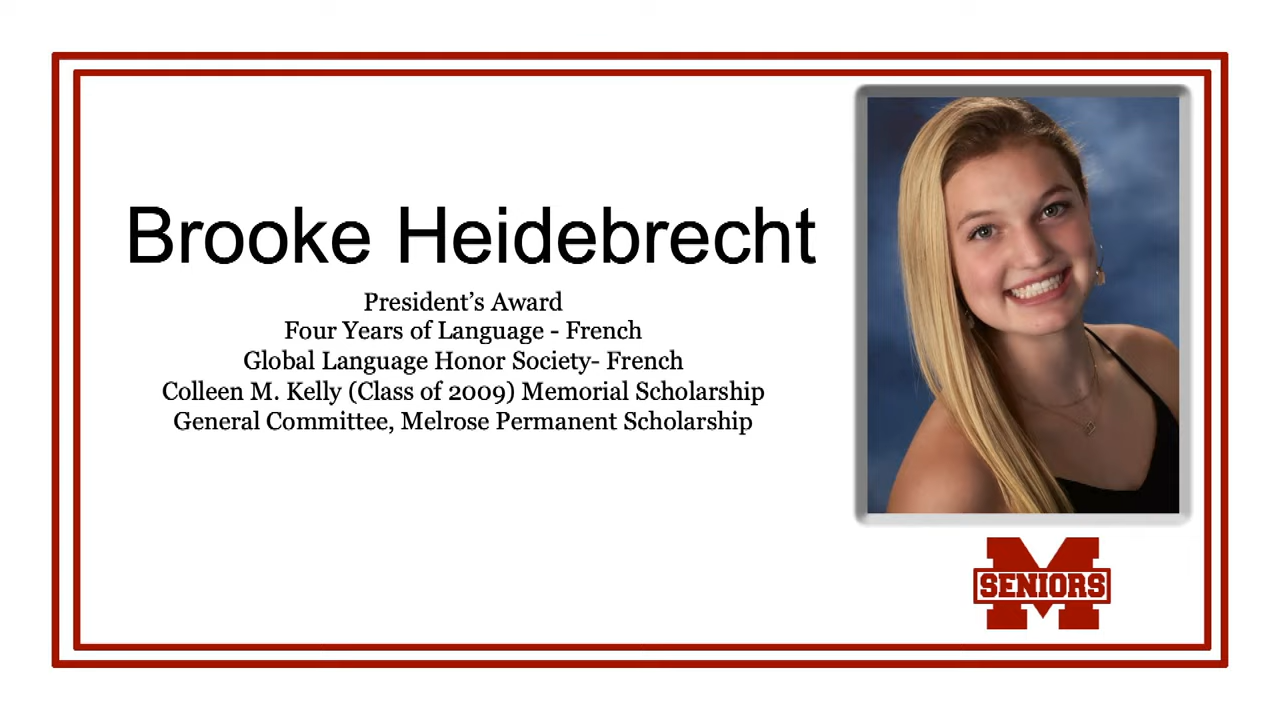 Brooke Heidebrecht
President’s Award
Four Years of Language - French
Global Language Honor Society- French
Colleen M. Kelly (Class of 2009) Memorial Scholarship
General Committee, Melrose Permanent Scholarship
M
SENIORS